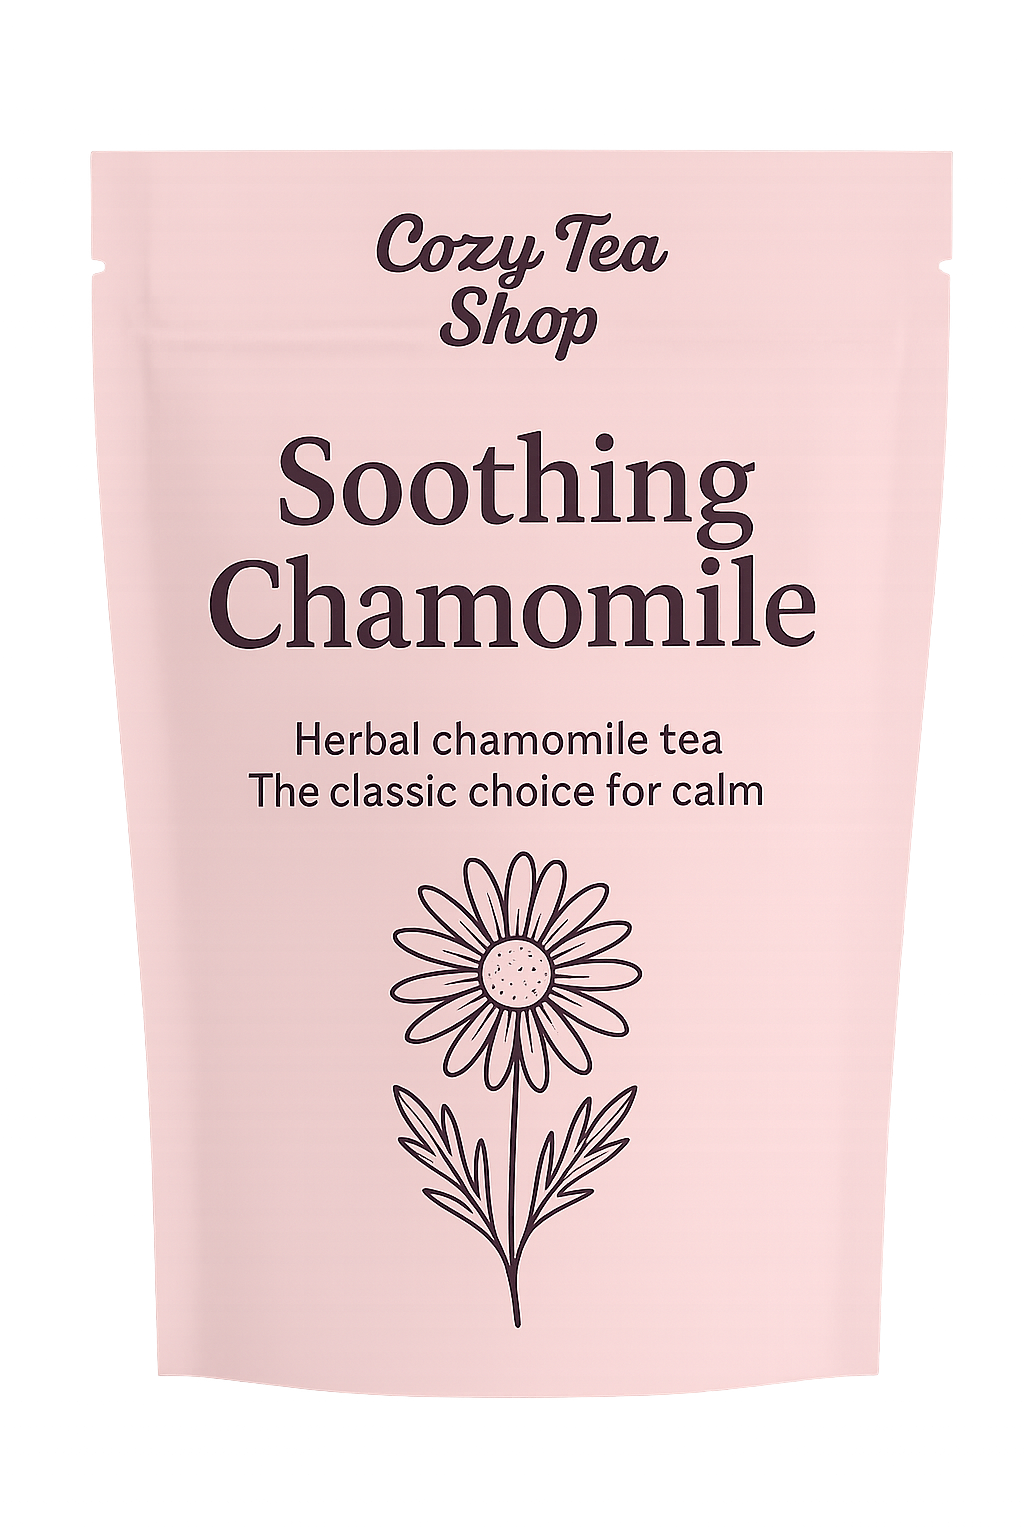 Cozy Tea
Shop
Soothing
Chamomile
Herbal chamomile tea
The classic choice for calm